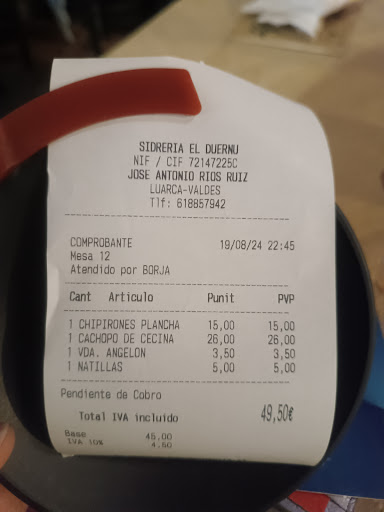 SIDRERIA EL DUERNU
NIF / CIF 72147225C
JOSE ANTONIO RIOS RUIZ
LUARCA-VALDES
Tlf: 618857942
COMPROBANTE 19/08/24 22:45
Mesa 12
Atendido por BORJA
Cant Articulo Punit PVP
1 CHIPIRONES PLANCHA 15,00 15,00
1 CACHOPO DE CECINA 26,00 26,00
1 VDA. ANGELON 3,50 3,50
1 NATILLAS 5,00 5,00
Pendiente de Cobro
Total IVA incluido 49,50€
Base 45,00
IVA 10% 4,50